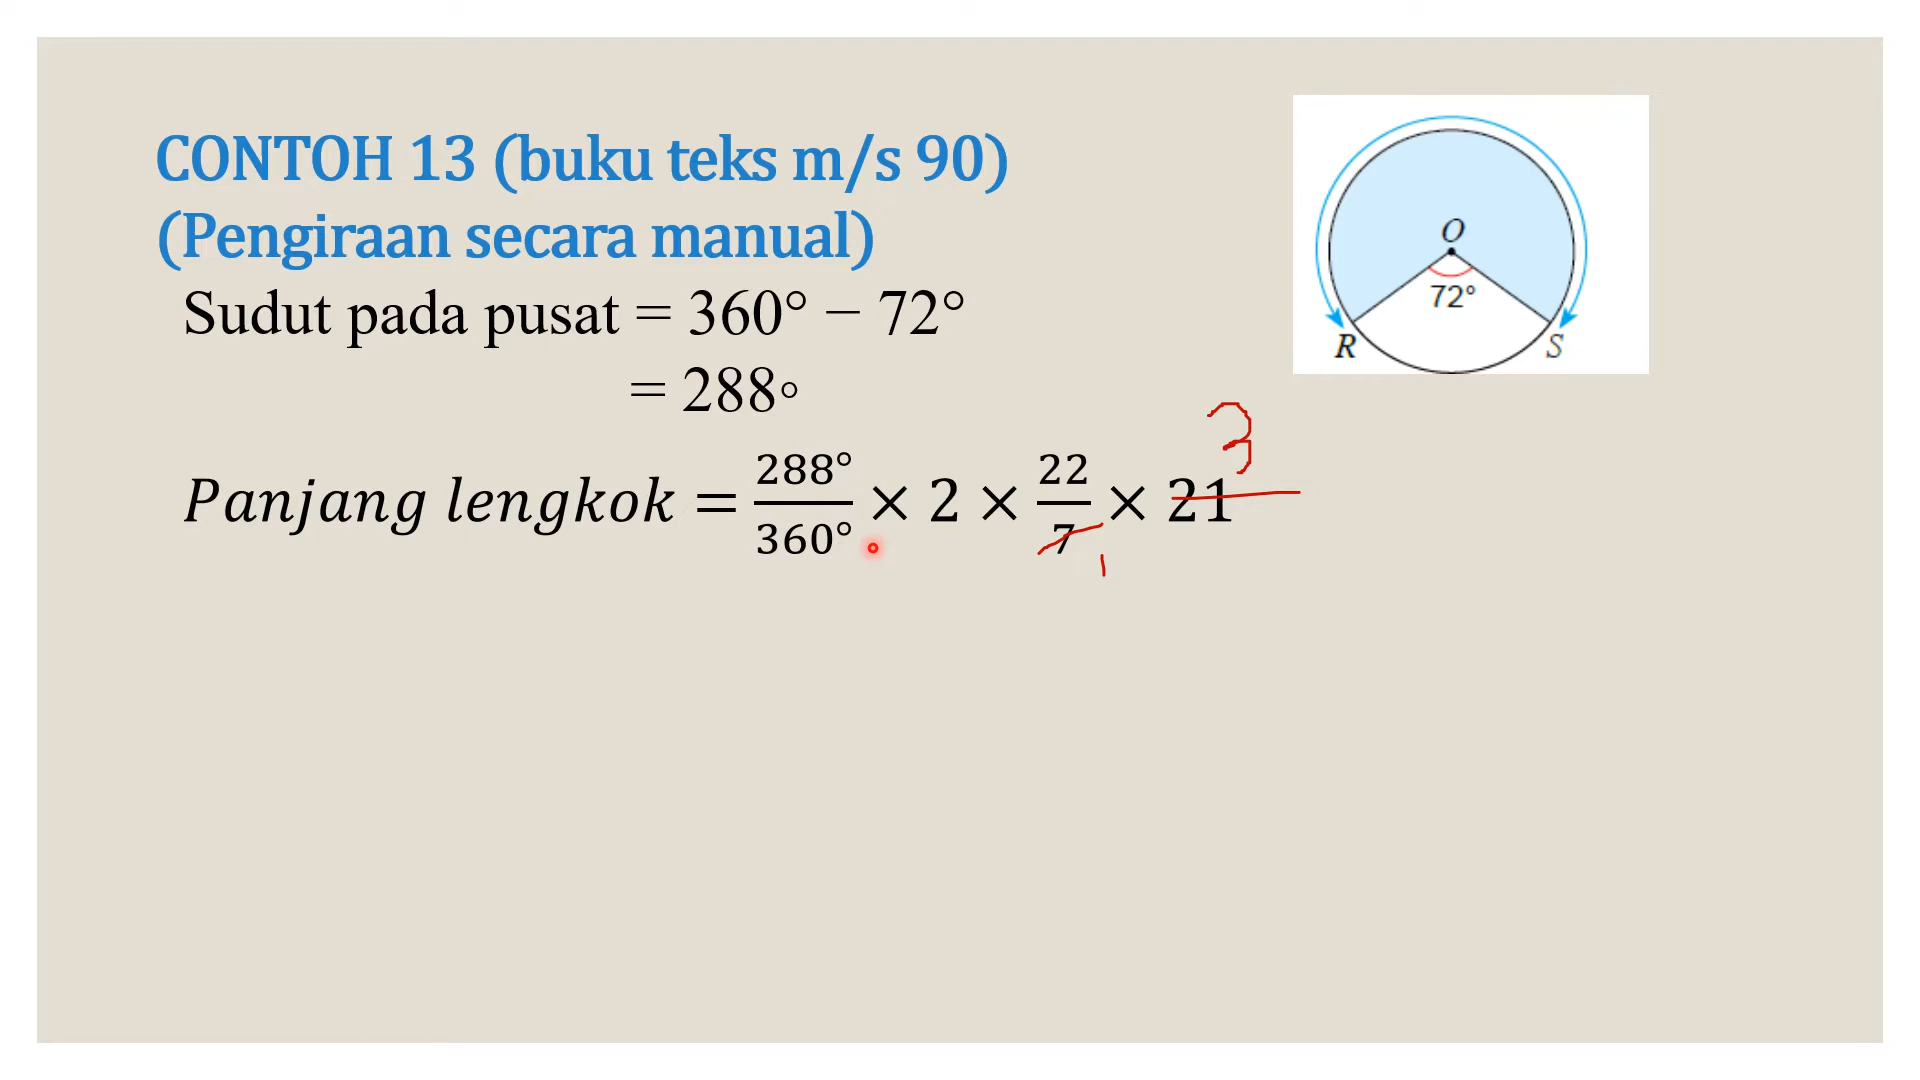 CONTOH 13 (buku teks m/s 90)
(Pengiraan secara manual)
Sudut pada pusat = 360° − 72°
= 288°
Panjang lengkok = 288°/360° × 2 × 22/7 × 21
3
1
O
72°
R
S